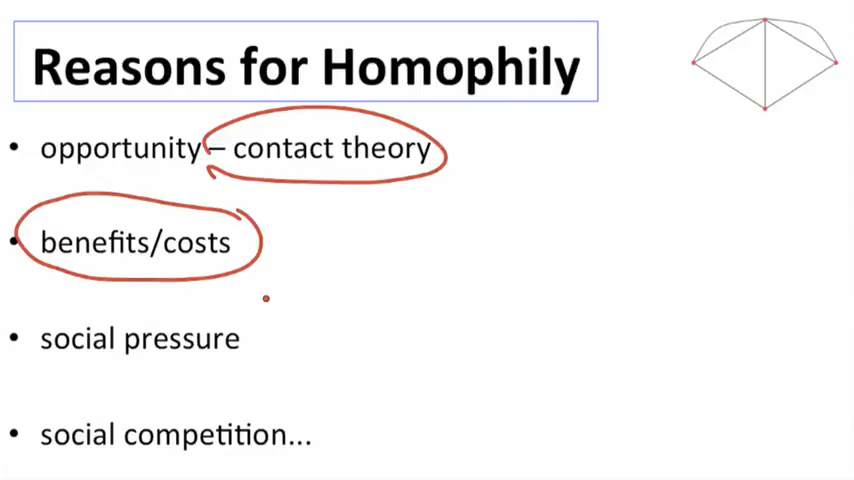 Reasons for Homophily
• opportunity – contact theory
• benefits/costs
• social pressure
• social competition...